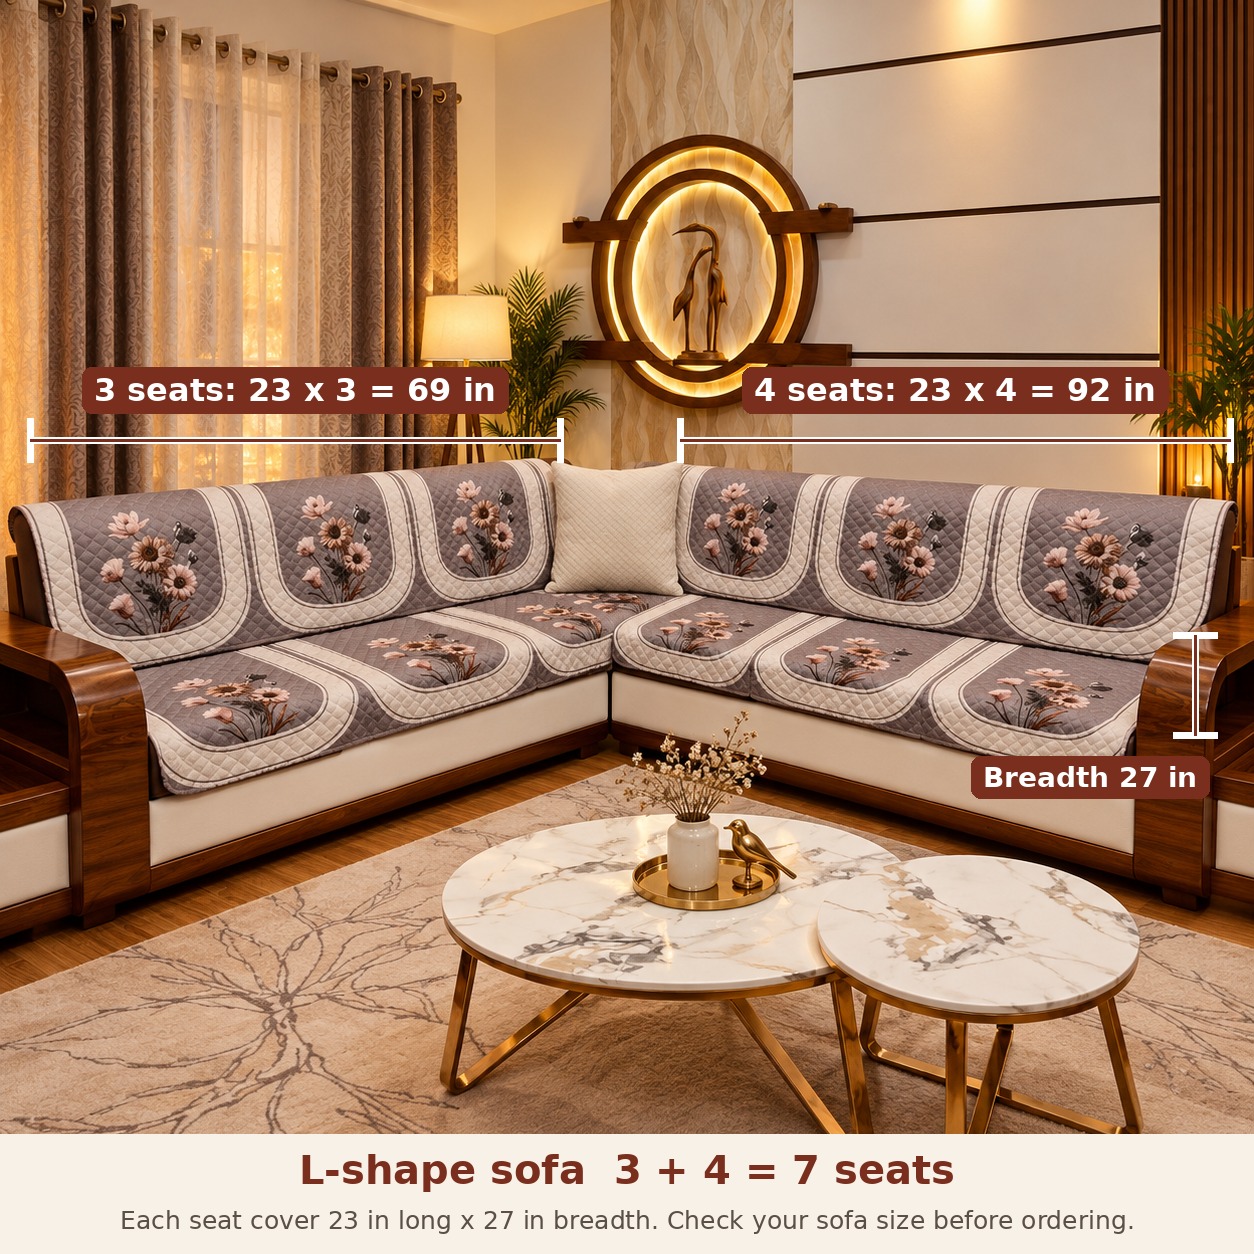 3 seats: 23 x 3 = 69 in
4 seats: 23 x 4 = 92 in
Breadth 27 in
L-shape sofa 3 + 4 = 7 seats
Each seat cover 23 in long x 27 in breadth. Check your sofa size before ordering.